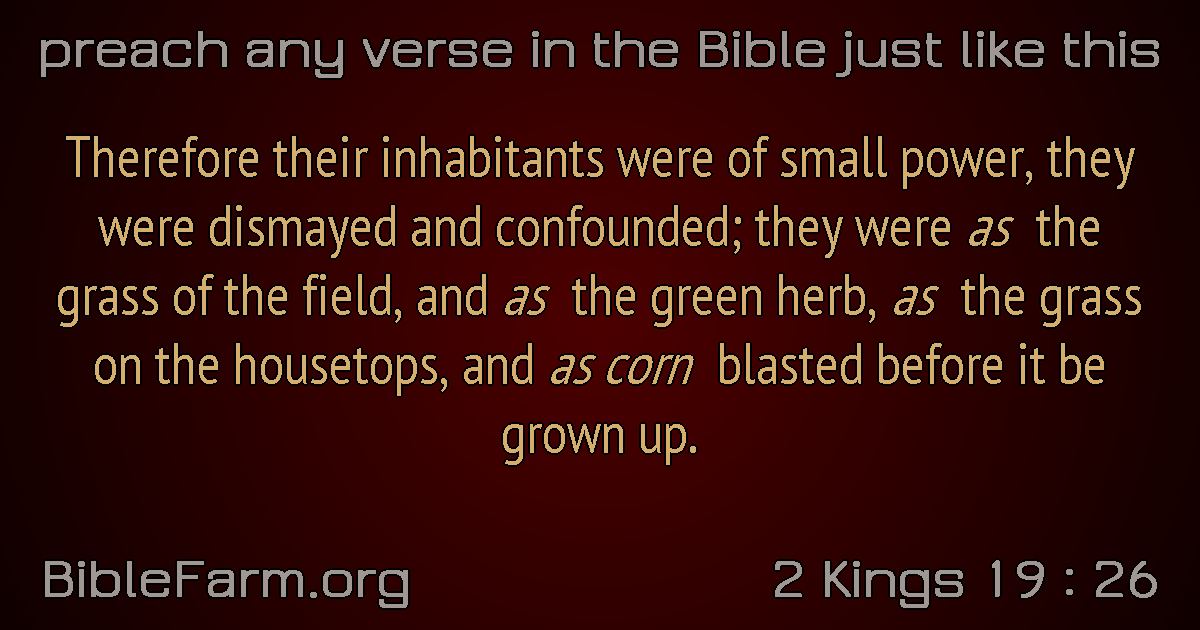 preach any verse in the Bible just like this
Therefore their inhabitants were of small power, they
were dismayed and confounded; they were as the
grass of the field, and as the green herb, as the grass
on the housetops, and as corn blasted before it be
grown up.
BibleFarm.org
2 Kings 19 : 26